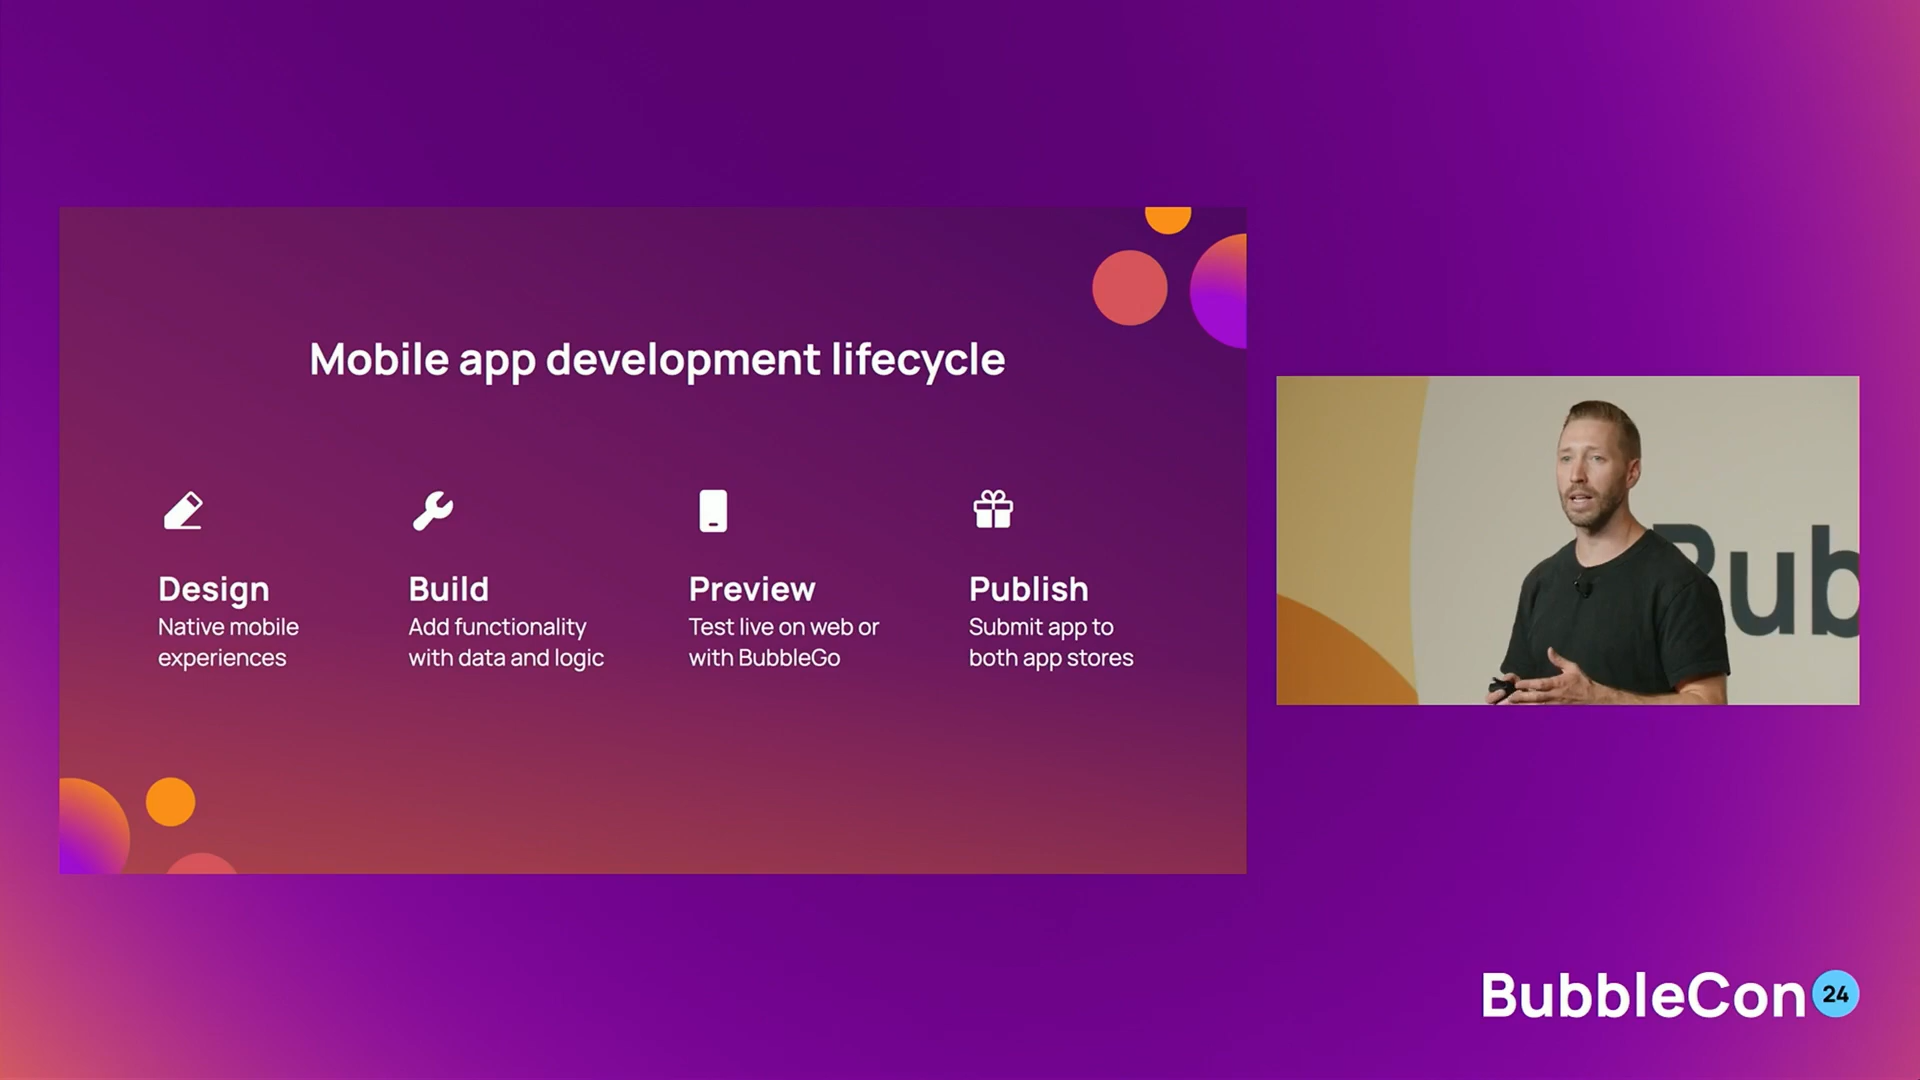 Mobile app development lifecycle
Design
Native mobile
experiences
Build
Add functionality
with data and logic
Preview
Test live on web or
with BubbleGo
Publish
Submit app to
both app stores
Bub
BubbleCon 24